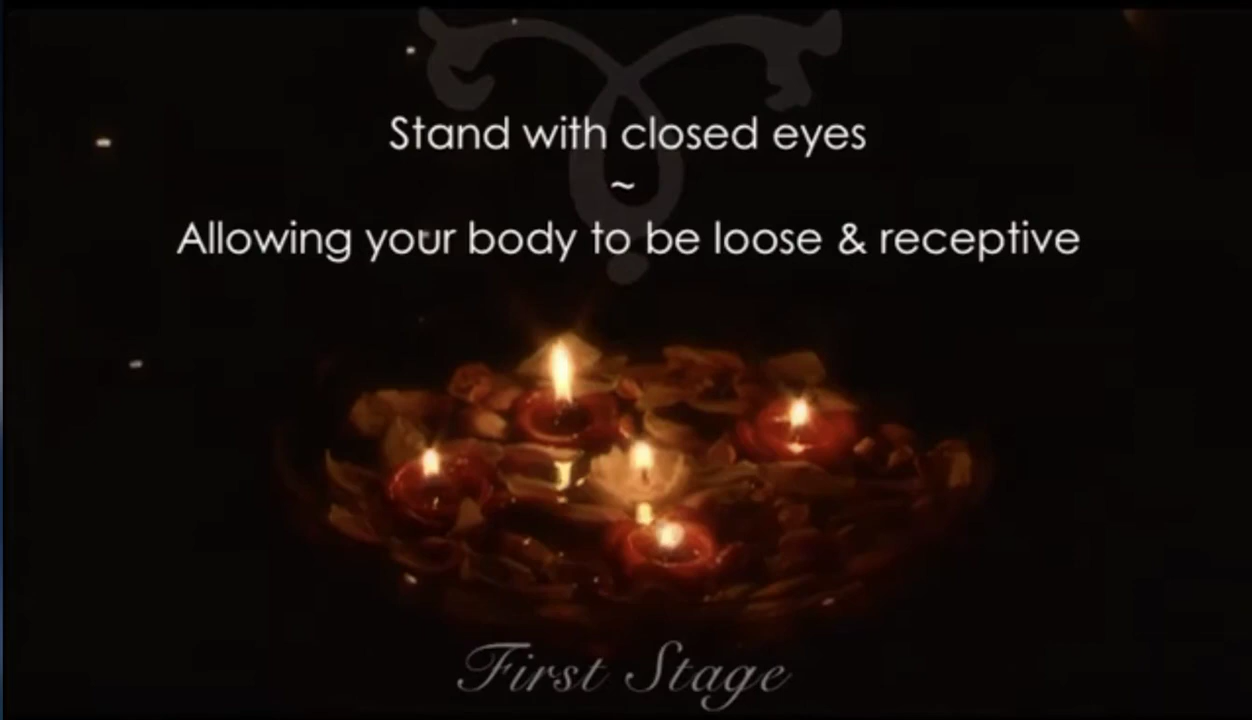 Stand with closed eyes
~
Allowing your body to be loose & receptive
First Stage